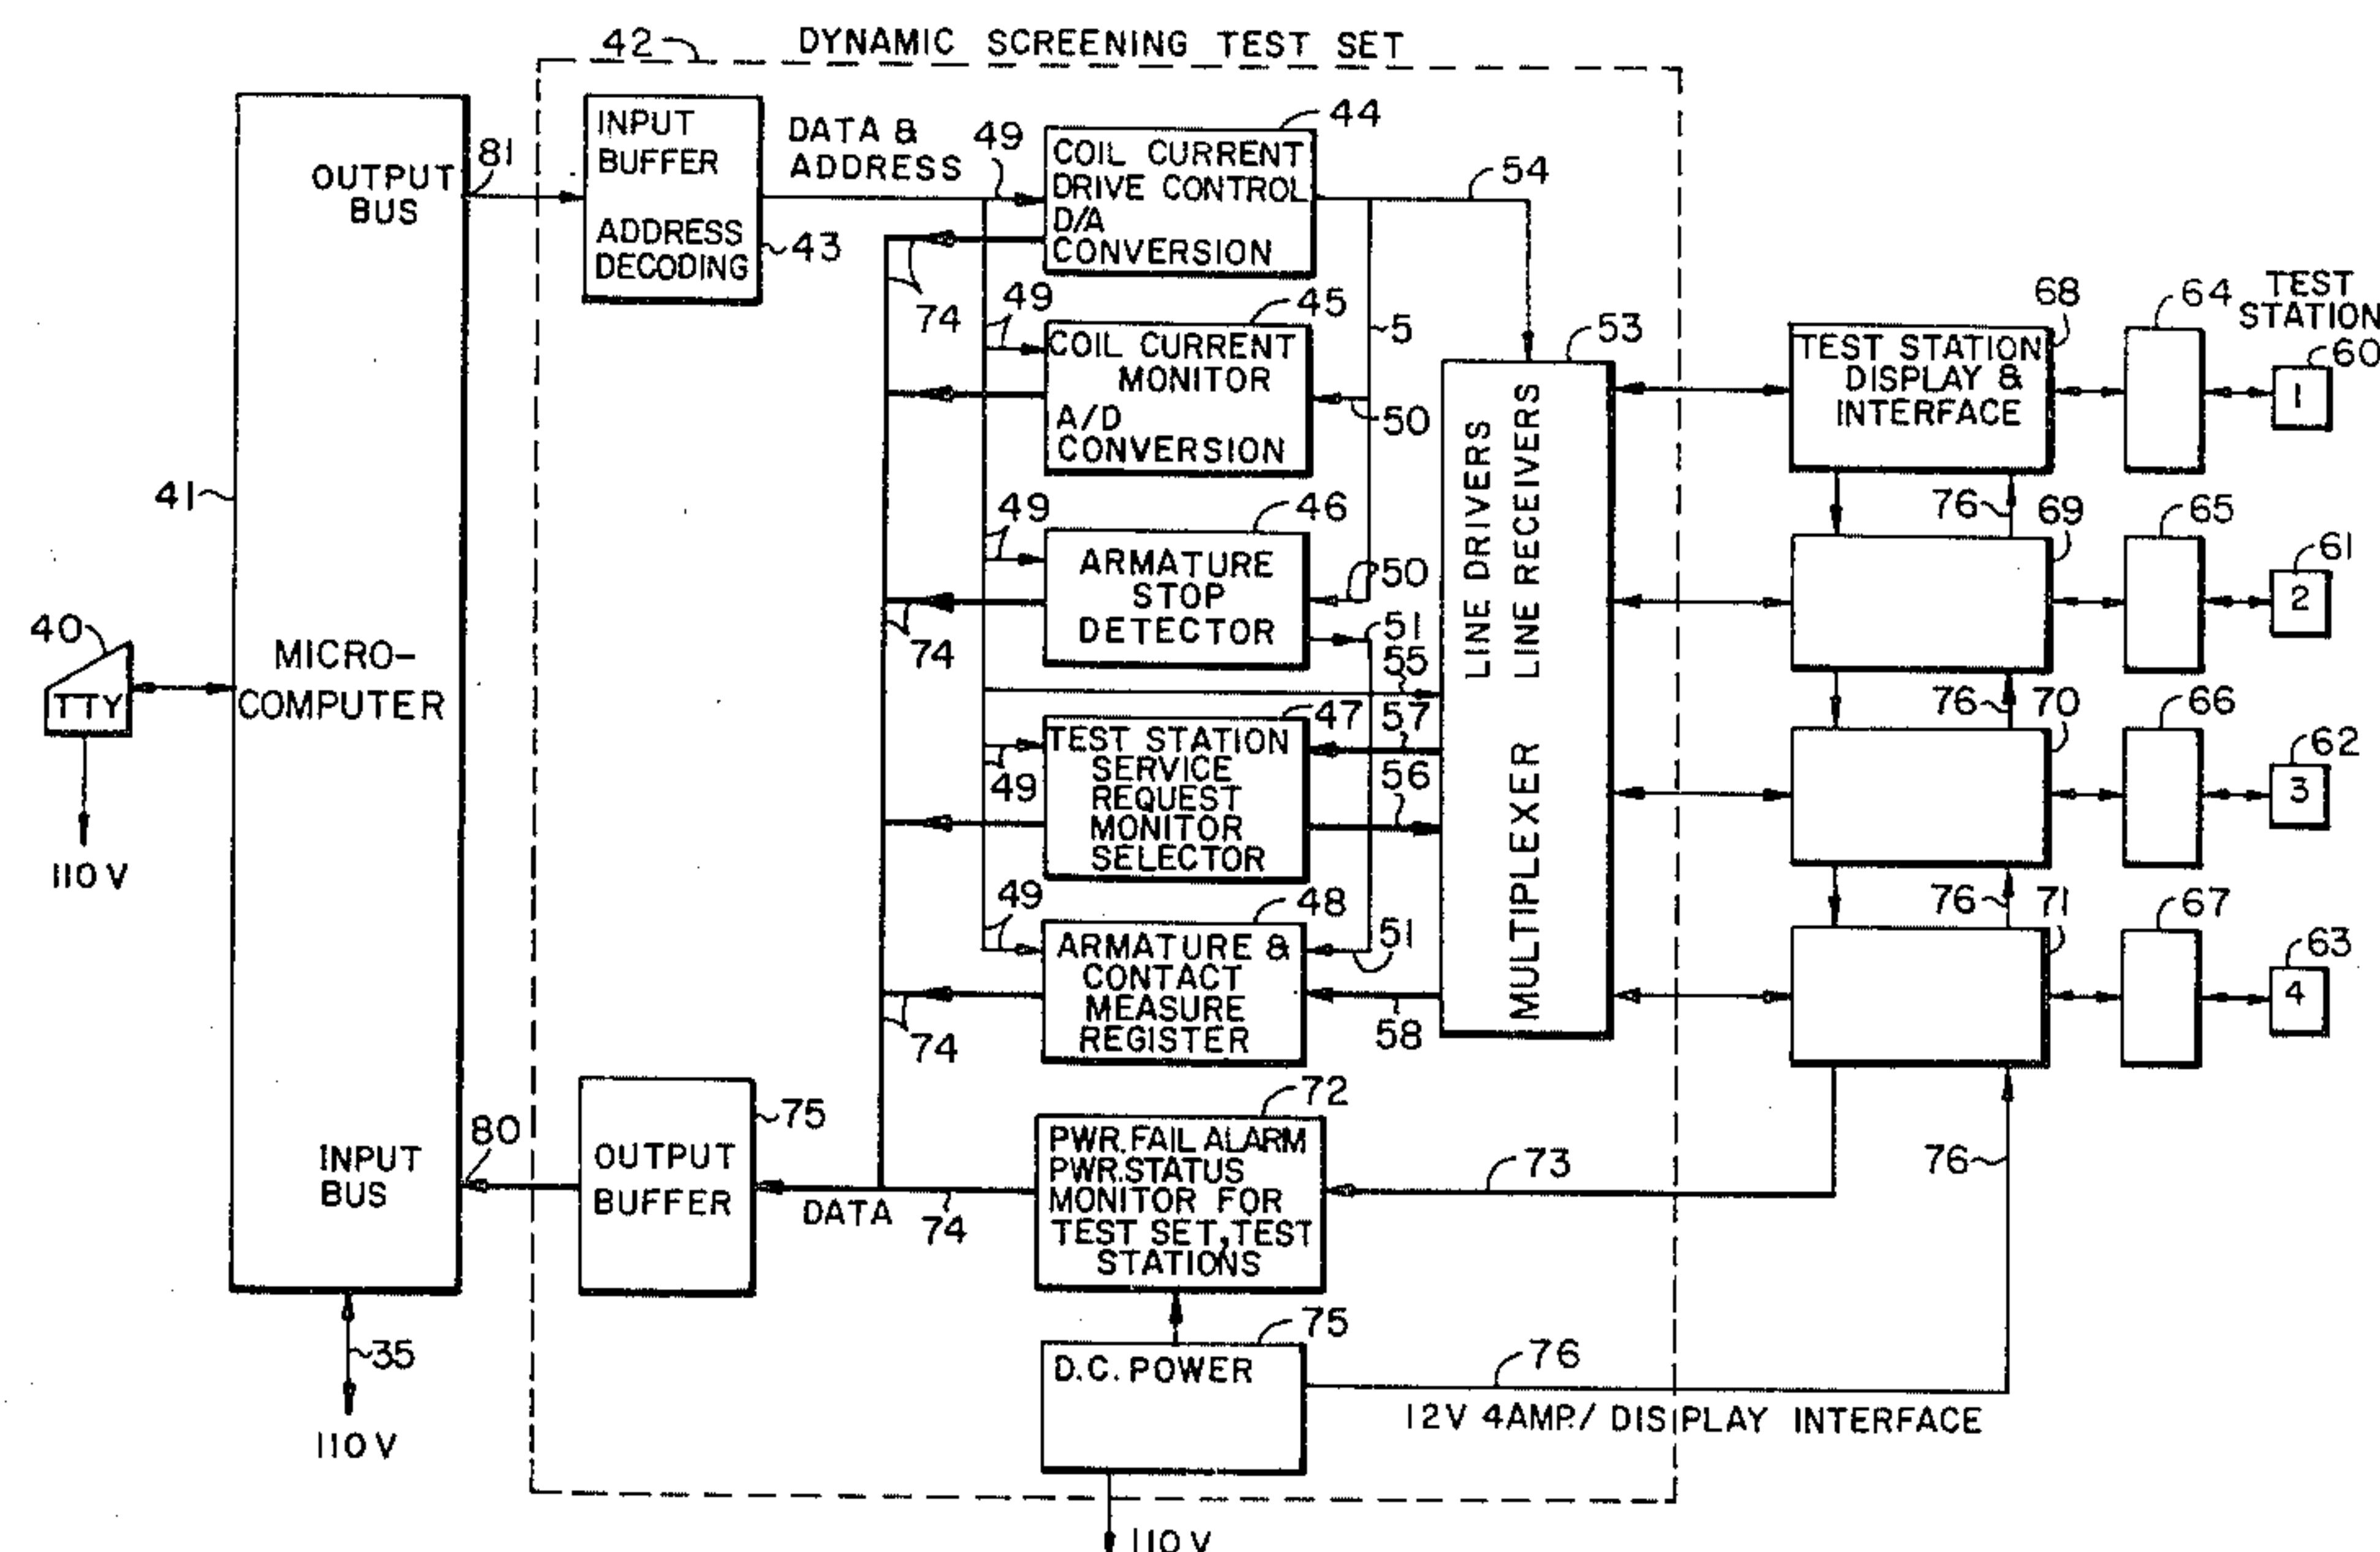 42
DYNAMIC SCREENING TEST SET
INPUT
BUFFER
ADDRESS
DECODING
43
DATA &
ADDRESS
49
COIL CURRENT
DRIVE CONTROL
D/A
CONVERSION
44
54
OUTPUT
BUS
81
74
49
45
COIL CURRENT
MONITOR
A/D
CONVERSION
5
50
53
LINE DRIVERS
LINE RECEIVERS
MULTIPLEXER
68
TEST STATION
DISPLAY &
INTERFACE
64
TEST
STATION
60
1
41
49
46
ARMATURE
STOP
DETECTOR
50
51
55
74
76
69
65
61
2
40
TTY
110 V
MICRO-
COMPUTER
49
47
TEST STATION
SERVICE
REQUEST
MONITOR
SELECTOR
57
56
76
70
66
62
3
49
48
ARMATURE &
CONTACT
MEASURE
REGISTER
51
58
74
76
71
67
63
4
INPUT
BUS
80
OUTPUT
BUFFER
75
DATA
74
72
PWR. FAIL ALARM
PWR. STATUS
MONITOR FOR
TEST SET, TEST
STATIONS
73
76
35
110 V
75
D.C. POWER
76
12V 4AMP./ DISPLAY INTERFACE
110 V